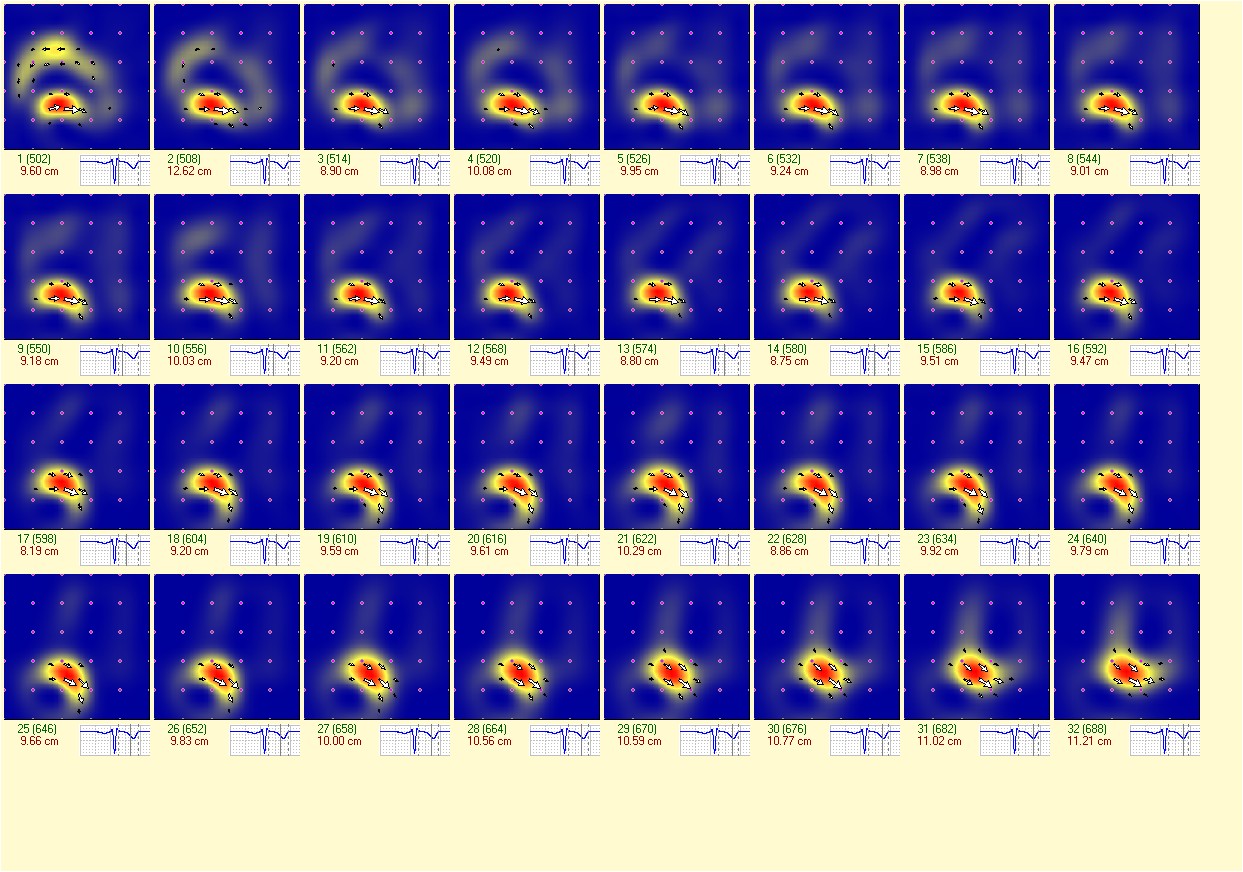 1 (502) 2 (508) 3 (514) 4 (520) 5 (526) 6 (532) 7 (538) 8 (544)
9.60 cm 12.62 cm 8.90 cm 10.08 cm 9.95 cm 9.24 cm 8.98 cm 9.01 cm
9 (550) 10 (556) 11 (562) 12 (568) 13 (574) 14 (580) 15 (586) 16 (592)
9.18 cm 10.03 cm 9.20 cm 9.49 cm 8.80 cm 8.75 cm 9.51 cm 9.47 cm
17 (598) 18 (604) 19 (610) 20 (616) 21 (622) 22 (628) 23 (634) 24 (640)
8.19 cm 9.20 cm 9.59 cm 9.61 cm 10.29 cm 8.86 cm 9.92 cm 9.79 cm
25 (646) 26 (652) 27 (658) 28 (664) 29 (670) 30 (676) 31 (682) 32 (688)
9.66 cm 9.83 cm 10.00 cm 10.56 cm 10.59 cm 10.77 cm 11.02 cm 11.21 cm